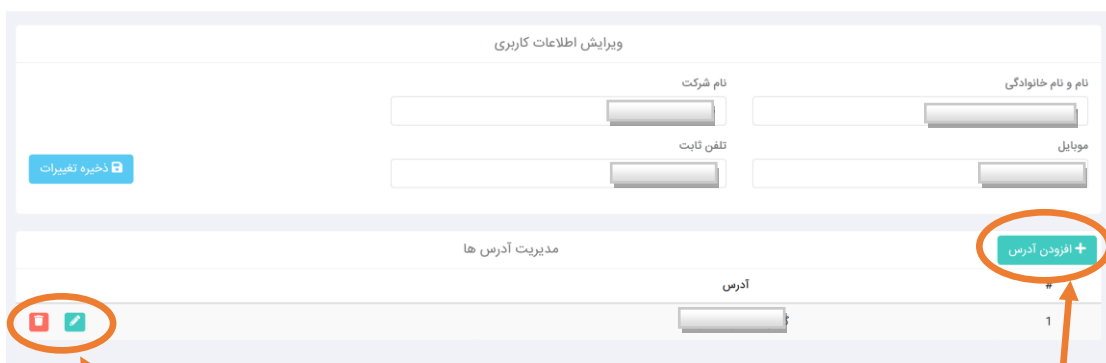 ویرایش اطلاعات کاربری
نام و نام خانوادگی
نام شرکت
موبایل
تلفن ثابت
ذخیره تغییرات
مدیریت آدرس ها
+ افزودن آدرس
# آدرس
1